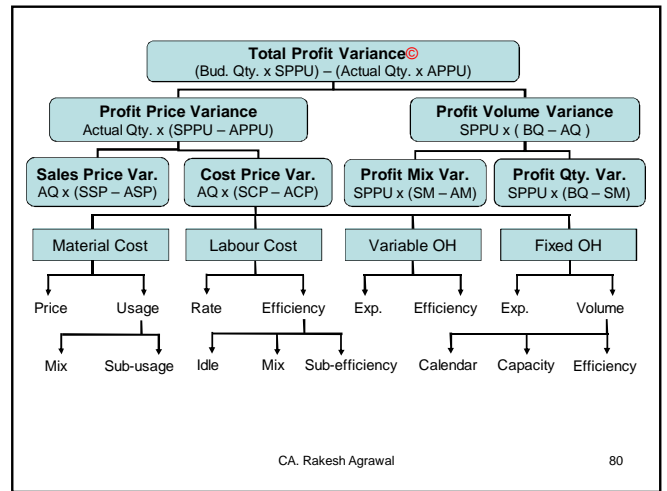 Total Profit Variance©
(Bud. Qty. x SPPU) – (Actual Qty. x APPU)
Profit Price Variance
Actual Qty. x (SPPU – APPU)
Profit Volume Variance
SPPU x ( BQ – AQ )
Sales Price Var.
AQ x (SSP – ASP)
Cost Price Var.
AQ x (SCP – ACP)
Profit Mix Var.
SPPU x (SM – AM)
Profit Qty. Var.
SPPU x (BQ – SM)
Material Cost
Labour Cost
Variable OH
Fixed OH
Price
Usage
Rate
Efficiency
Exp.
Efficiency
Exp.
Volume
Mix
Sub-usage
Idle
Mix
Sub-efficiency
Calendar
Capacity
Efficiency
CA. Rakesh Agrawal
80